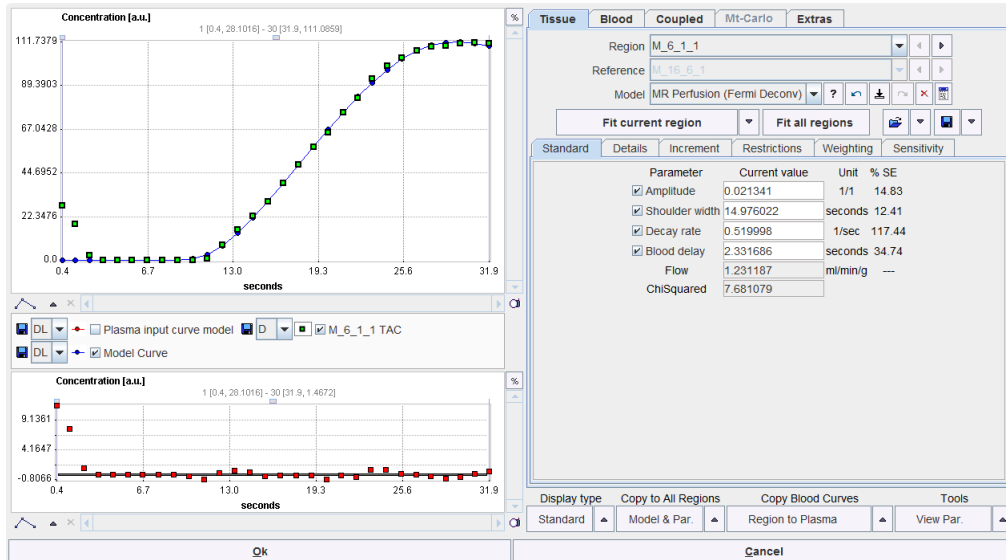 Concentration [a.u.]
1 [0.4, 28.1016] - 30 [31.9, 111.0859]
%
111.7379
89.3903
67.0428
44.6952
22.3476
0.0
0.4 6.7 13.0 19.3 25.6 31.9
seconds
DL Plasma input curve model D M_6_1_1 TAC
DL Model Curve
Concentration [a.u.]
1 [0.4, 28.1016] - 30 [31.9, 1.4672]
%
9.1361
4.1647
-0.8066
0.4 6.7 13.0 19.3 25.6 31.9
seconds
Tissue Blood Coupled Mt-Carlo Extras
Region M_6_1_1
Reference M_16_6_1
Model MR Perfusion (Fermi Deconv) ?
Fit current region Fit all regions
Standard Details Increment Restrictions Weighting Sensitivity
Parameter Current value Unit % SE
Amplitude 0.021341 1/1 14.83
Shoulder width 14.976022 seconds 12.41
Decay rate 0.519998 1/sec 117.44
Blood delay 2.331686 seconds 34.74
Flow 1.231187 ml/min/g ---
ChiSquared 7.681079
Display type Copy to All Regions Copy Blood Curves Tools
Standard Model & Par. Region to Plasma View Par.
Ok Cancel